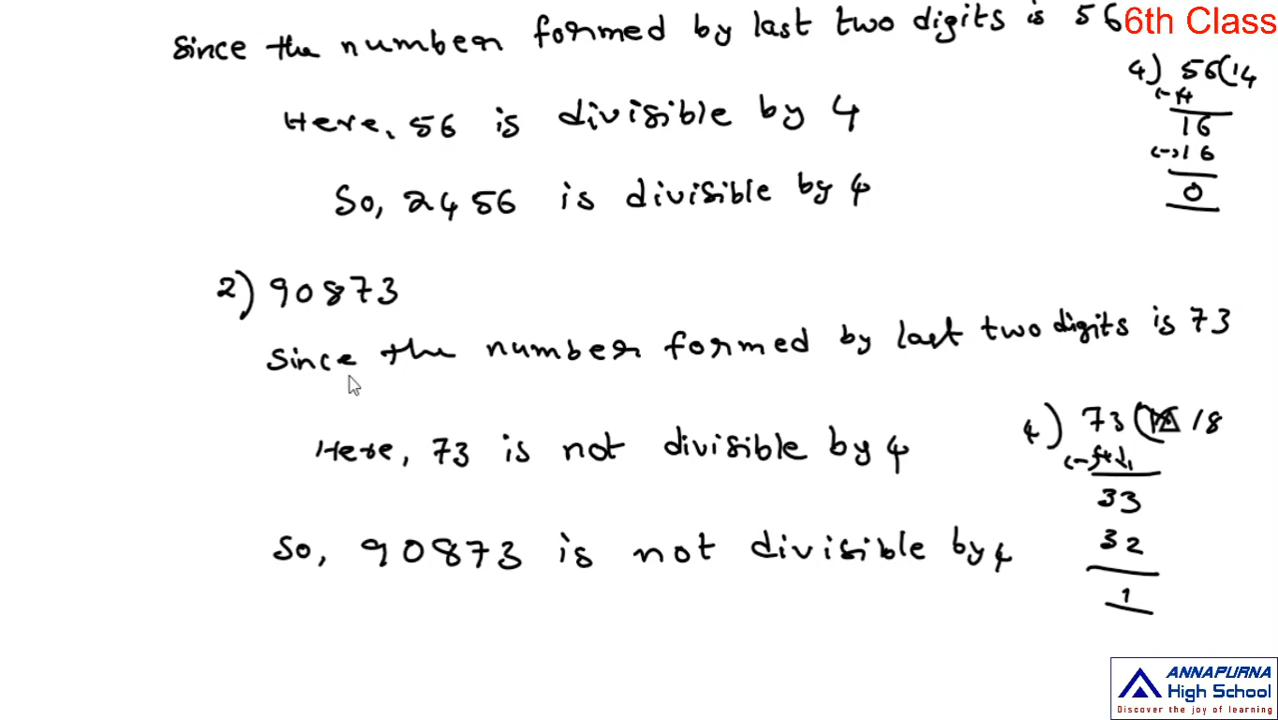 Since the number formed by last two digits is 56
6th Class
4) 56(14
(-)4
16
(-)16
0
Here, 56 is divisible by 4
So, 2456 is divisible by 4
2) 90873
Since the number formed by last two digits is 73
Here, 73 is not divisible by 4
4) 73( 18
(-)
33
32
1
So, 90873 is not divisible by 4
ANNAPURNA
High School
Discover the joy of learning